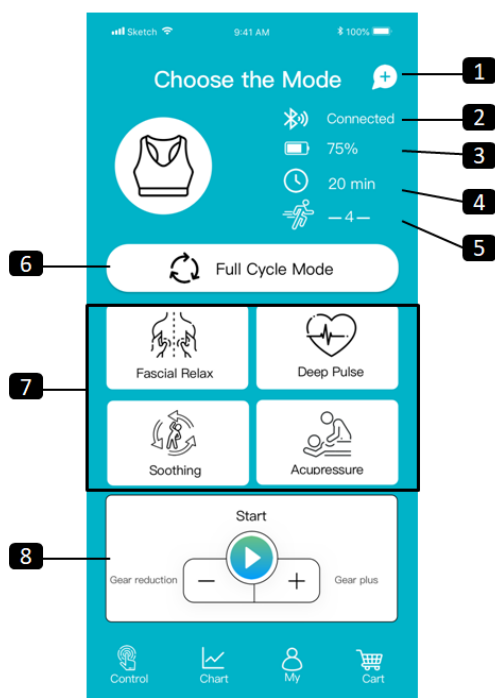 Sketch 9:41 AM 100%
Choose the Mode
1
Connected
2
75%
3
20 min
4
4
5
6
Full Cycle Mode
Fascial Relax
Deep Pulse
7
Soothing
Acupressure
Start
8
Gear reduction
Gear plus
Control
Chart
My
Cart